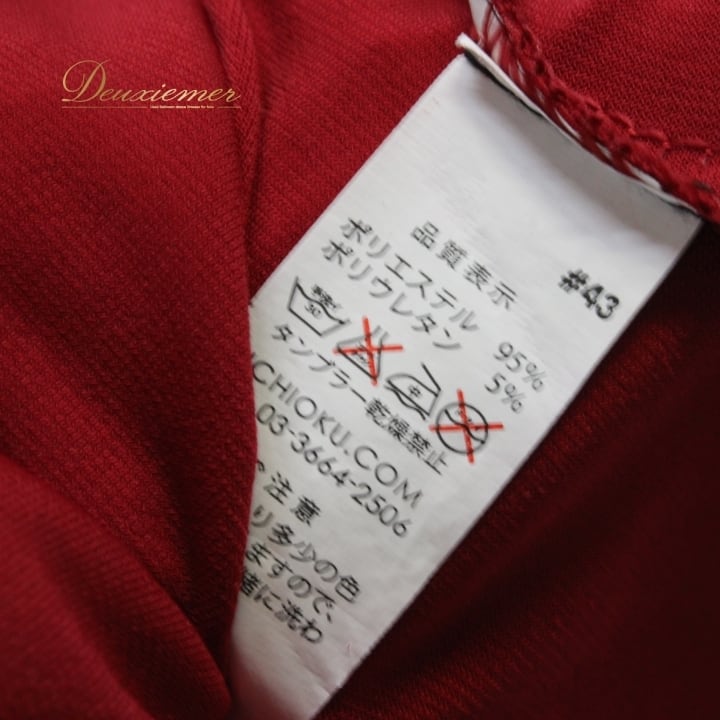 Deuxiemer
#43
品質表示
ポリエステル 95%
ポリウレタン 5%
タンブラー乾燥禁止
CHIOKU.COM
03-3664-2506
注意
り多少の色
ますので、
緒に洗わ